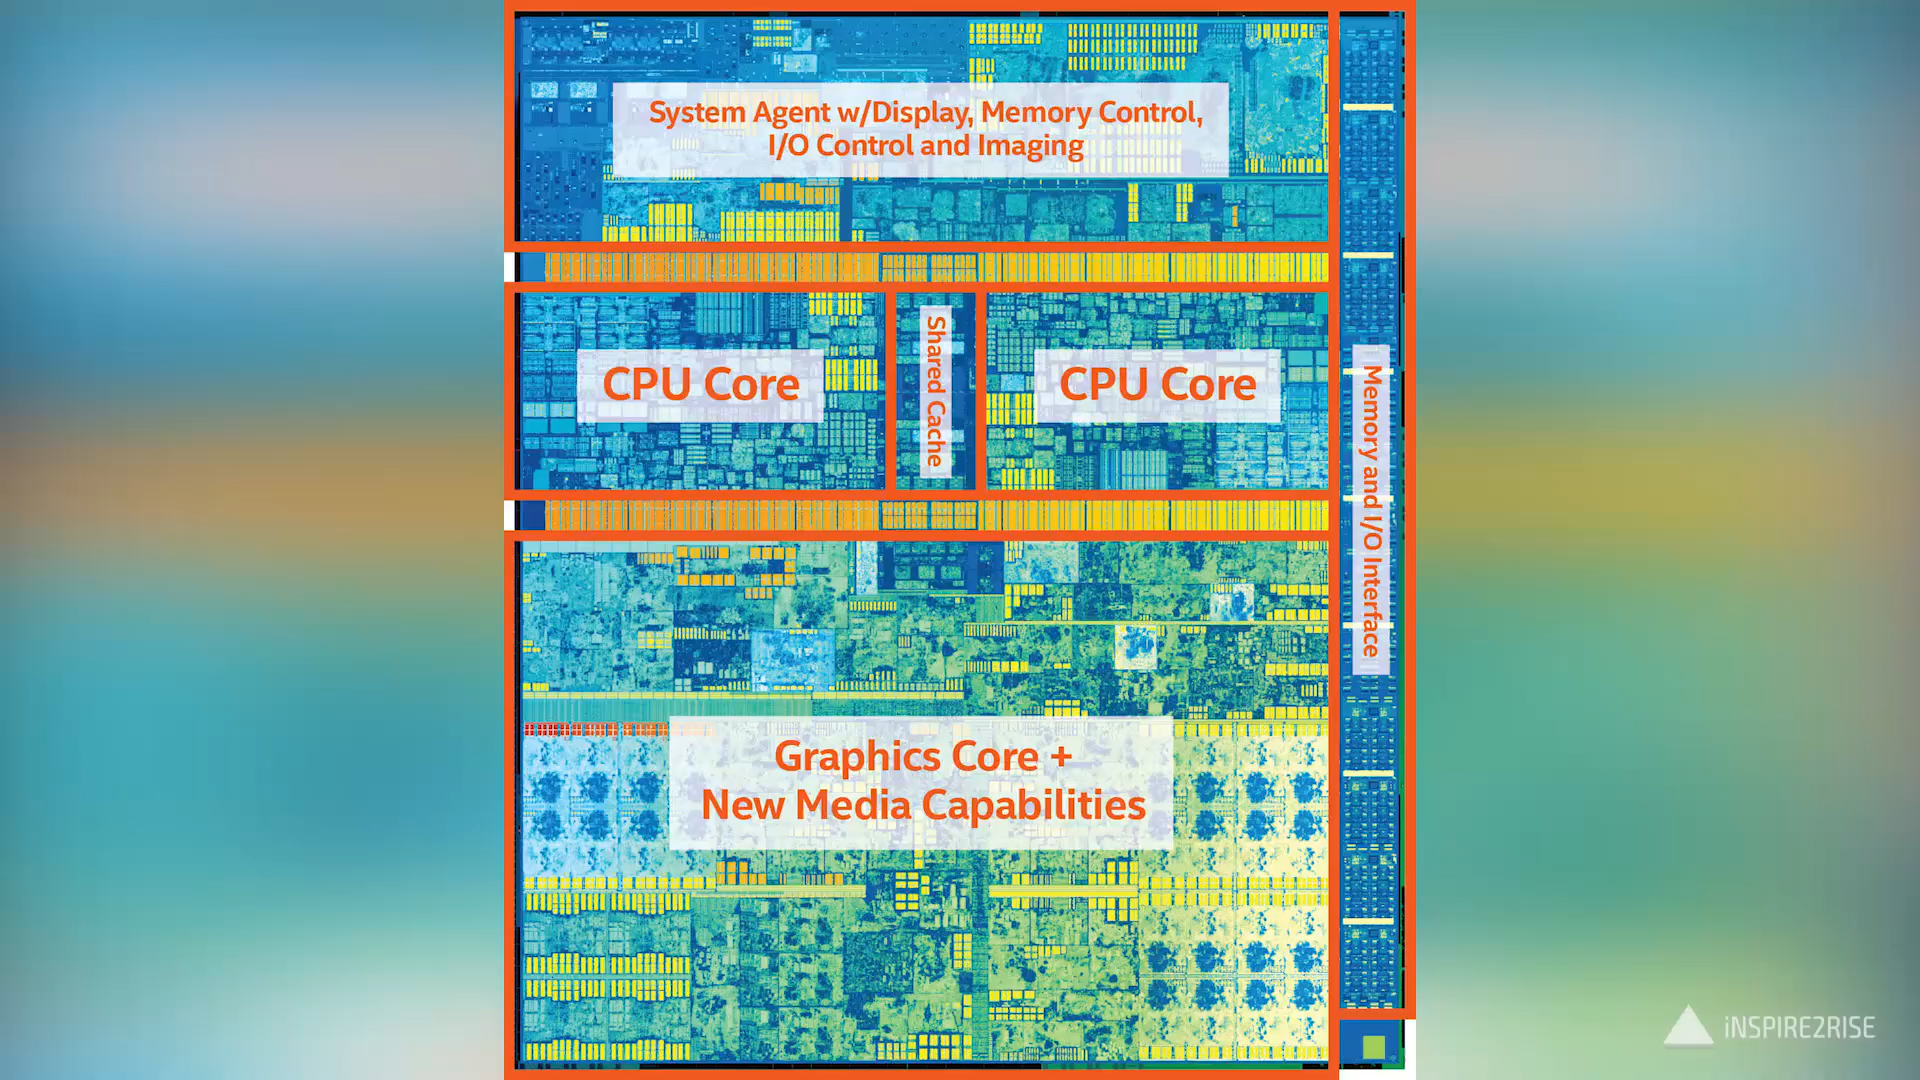 System Agent w/Display, Memory Control,
I/O Control and Imaging
CPU Core
Shared Cache
CPU Core
Memory and I/O Interface
Graphics Core +
New Media Capabilities
iNSPIRE2RISE